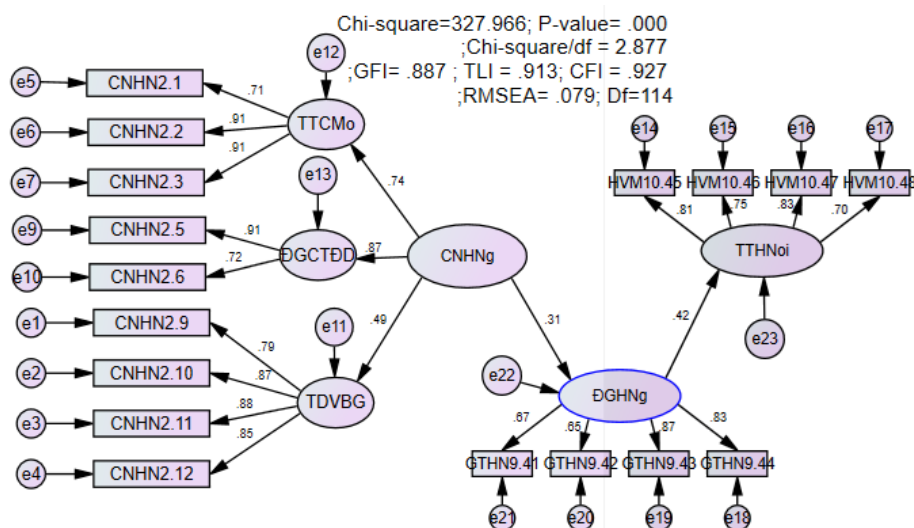 Chi-square=327.966; P-value= .000
;Chi-square/df = 2.877
;GFI= .887 ; TLI = .913; CFI = .927
;RMSEA= .079; Df=114
e12
e5
CNHN2.1
.71
e6
CNHN2.2
.91
TTCMo
e14
e15
e16
e17
e7
CNHN2.3
.91
e13
.74
HVM10.45
HVM10.46
HVM10.47
HVM10.48
.81
.75
.83
.70
e9
CNHN2.5
.91
ĐGCTĐD
.87
CNHNg
TTHNoi
e10
CNHN2.6
.72
e1
CNHN2.9
.79
e11
.49
.31
.42
e23
e2
CNHN2.10
.87
e22
e3
CNHN2.11
.88
TDVBG
ĐGHNg
e4
CNHN2.12
.85
.67
.65
.87
.83
GTHN9.41
GTHN9.42
GTHN9.43
GTHN9.44
e21
e20
e19
e18